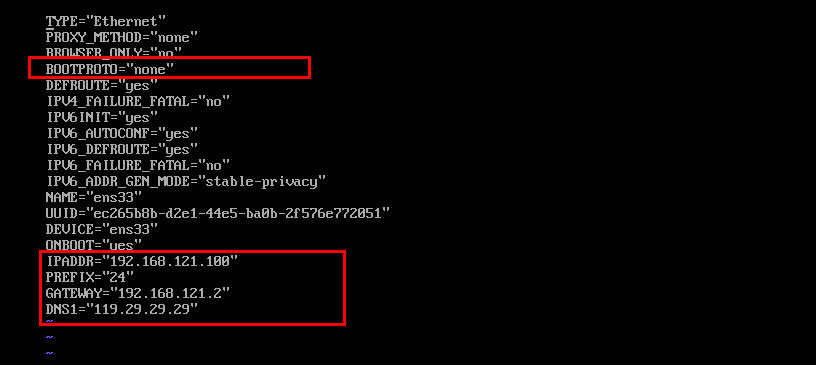 TYPE="Ethernet"
PROXY_METHOD="none"
BROWSER_ONLY="no"
BOOTPROTO="none"
DEFROUTE="yes"
IPV4_FAILURE_FATAL="no"
IPV6INIT="yes"
IPV6_AUTOCONF="yes"
IPV6_DEFROUTE="yes"
IPV6_FAILURE_FATAL="no"
IPV6_ADDR_GEN_MODE="stable-privacy"
NAME="ens33"
UUID="ec265b8b-d2e1-44e5-ba0b-2f576e772051"
DEVICE="ens33"
ONBOOT="yes"
IPADDR="192.168.121.100"
PREFIX="24"
GATEWAY="192.168.121.2"
DNS1="119.29.29.29"
~
~
~